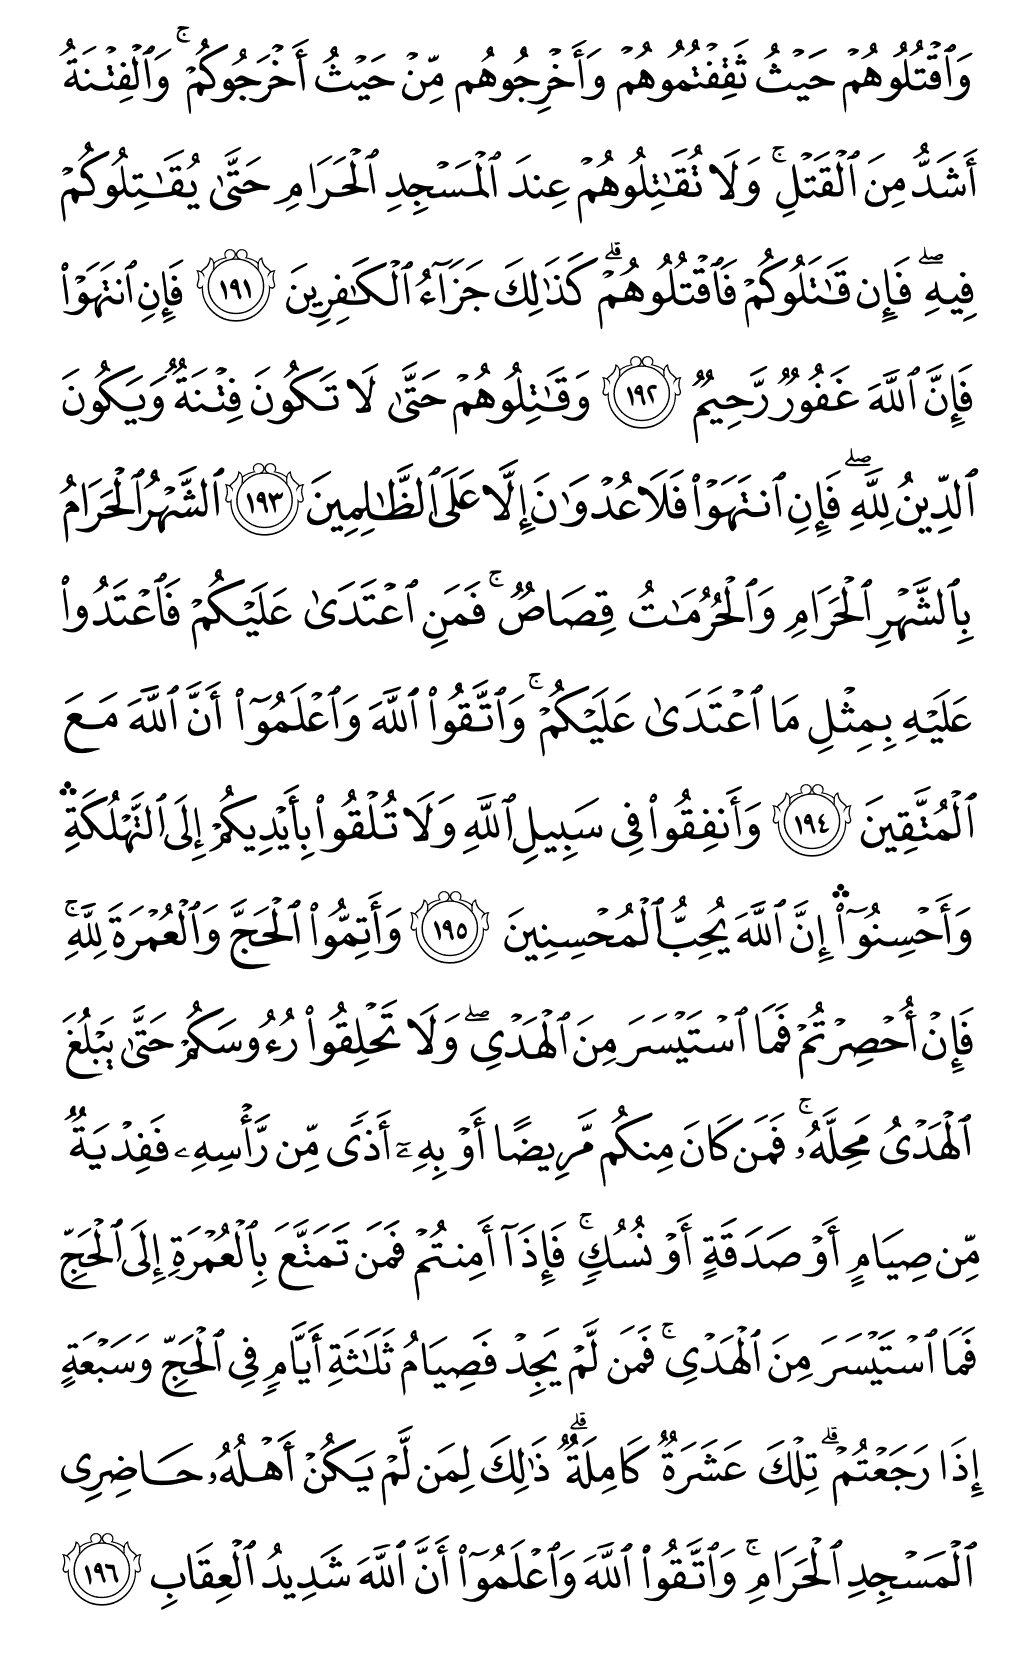 وَٱقۡتُلُوهُمۡ حَيۡثُ ثَقِفۡتُمُوهُمۡ وَأَخۡرِجُوهُم مِّنۡ حَيۡثُ أَخۡرَجُوكُمۡۚ وَٱلۡفِتۡنَةُ
أَشَدُّ مِنَ ٱلۡقَتۡلِۚ وَلَا تُقَٰتِلُوهُمۡ عِندَ ٱلۡمَسۡجِدِ ٱلۡحَرَامِ حَتَّىٰ يُقَٰتِلُوكُمۡ
فِيهِۖ فَإِن قَٰتَلُوكُمۡ فَٱقۡتُلُوهُمۡۗ كَذَٰلِكَ جَزَآءُ ٱلۡكَٰفِرِينَ ١٩١ فَإِنِ ٱنتَهَوۡاْ
فَإِنَّ ٱللَّهَ غَفُورٞ رَّحِيمٞ ١٩٢ وَقَٰتِلُوهُمۡ حَتَّىٰ لَا تَكُونَ فِتۡنَةٞ وَيَكُونَ
ٱلدِّينُ لِلَّهِۖ فَإِنِ ٱنتَهَوۡاْ فَلَا عُدۡوَٰنَ إِلَّا عَلَى ٱلظَّٰلِمِينَ ١٩٣ ٱلشَّهۡرُ ٱلۡحَرَامُ
بِٱلشَّهۡرِ ٱلۡحَرَامِ وَٱلۡحُرُمَٰتُ قِصَاصٞۚ فَمَنِ ٱعۡتَدَىٰ عَلَيۡكُمۡ فَٱعۡتَدُواْ
عَلَيۡهِ بِمِثۡلِ مَا ٱعۡتَدَىٰ عَلَيۡكُمۡۚ وَٱتَّقُواْ ٱللَّهَ وَٱعۡلَمُوٓاْ أَنَّ ٱللَّهَ مَعَ
ٱلۡمُتَّقِينَ ١٩٤ وَأَنفِقُواْ فِي سَبِيلِ ٱللَّهِ وَلَا تُلۡقُواْ بِأَيۡدِيكُمۡ إِلَى ٱلتَّهۡلُكَةِۛ
وَأَحۡسِنُوٓاْۛ إِنَّ ٱللَّهَ يُحِبُّ ٱلۡمُحۡسِنِينَ ١٩٥ وَأَتِمُّواْ ٱلۡحَجَّ وَٱلۡعُمۡرَةَ لِلَّهِۚ
فَإِنۡ أُحۡصِرۡتُمۡ فَمَا ٱسۡتَيۡسَرَ مِنَ ٱلۡهَدۡيِۖ وَلَا تَحۡلِقُواْ رُءُوسَكُمۡ حَتَّىٰ يَبۡلُغَ
ٱلۡهَدۡيُ مَحِلَّهُۥۚ فَمَن كَانَ مِنكُم مَّرِيضًا أَوۡ بِهِۦٓ أَذٗى مِّن رَّأۡسِهِۦ فَفِدۡيَةٞ
مِّن صِيَامٍ أَوۡ صَدَقَةٍ أَوۡ نُسُكٖۚ فَإِذَآ أَمِنتُمۡ فَمَن تَمَتَّعَ بِٱلۡعُمۡرَةِ إِلَى ٱلۡحَجِّ
فَمَا ٱسۡتَيۡسَرَ مِنَ ٱلۡهَدۡيِۚ فَمَن لَّمۡ يَجِدۡ فَصِيَامُ ثَلَٰثَةِ أَيَّامٖ فِي ٱلۡحَجِّ وَسَبۡعَةٍ
إِذَا رَجَعۡتُمۡۗ تِلۡكَ عَشَرَةٞ كَامِلَةٞۗ ذَٰلِكَ لِمَن لَّمۡ يَكُنۡ أَهۡلُهُۥ حَاضِرِي
ٱلۡمَسۡجِدِ ٱلۡحَرَامِۚ وَٱتَّقُواْ ٱللَّهَ وَٱعۡلَمُوٓاْ أَنَّ ٱللَّهَ شَدِيدُ ٱلۡعِقَابِ ١٩٦